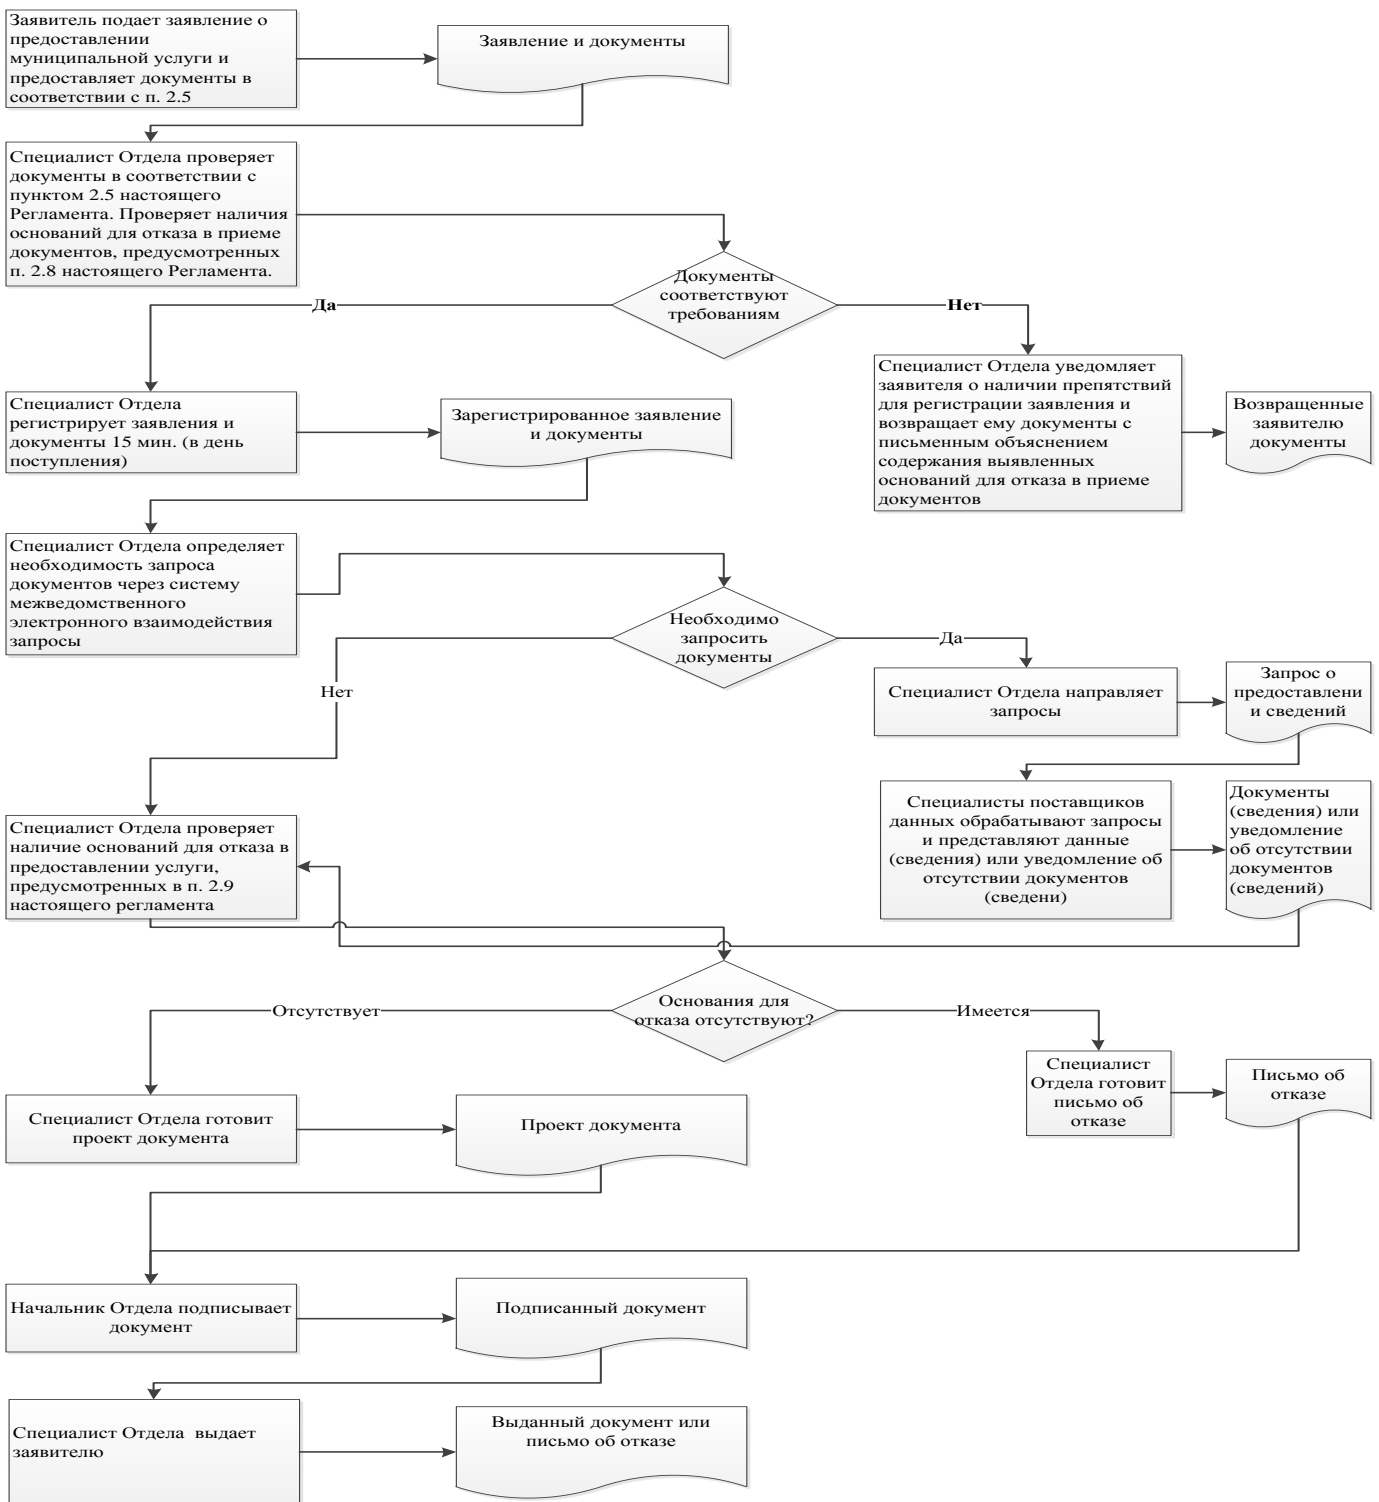 Заявитель подает заявление о
предоставлении
муниципальной услуги и
предоставляет документы в
соответствии с п. 2.5
Заявление и документы
Специалист Отдела проверяет
документы в соответствии с
пунктом 2.5 настоящего
Регламента. Проверяет наличия
оснований для отказа в приеме
документов, предусмотренных
п. 2.8 настоящего Регламента.
Документы
соответствуют
требованиям
Да
Нет
Специалист Отдела
регистрирует заявления и
документы 15 мин. (в день
поступления)
Зарегистрированное заявление
и документы
Специалист Отдела уведомляет
заявителя о наличии препятствий
для регистрации заявления и
возвращает ему документы с
письменным объяснением
содержания выявленных
оснований для отказа в приеме
документов
Возвращенные
заявителю
документы
Специалист Отдела определяет
необходимость запроса
документов через систему
межведомственного
электронного взаимодействия
запросы
Необходимо
запросить
документы
Да
Нет
Специалист Отдела направляет
запросы
Запрос о
предоставлени
и сведений
Специалисты поставщиков
данных обрабатывают запросы
и представляют данные
(сведения) или уведомление об
отсутствии документов
(сведени)
Документы
(сведения) или
уведомление
об отсутствии
документов
(сведений)
Специалист Отдела проверяет
наличие оснований для отказа в
предоставлении услуги,
предусмотренных в п. 2.9
настоящего регламента
Основания для
отказа отсутствуют?
Отсутствует
Имеется
Специалист Отдела готовит
проект документа
Проект документа
Специалист
Отдела готовит
письмо об
отказе
Письмо об
отказе
Начальник Отдела подписывает
документ
Подписанный документ
Специалист Отдела  выдает
заявителю
Выданный документ или
письмо об отказе